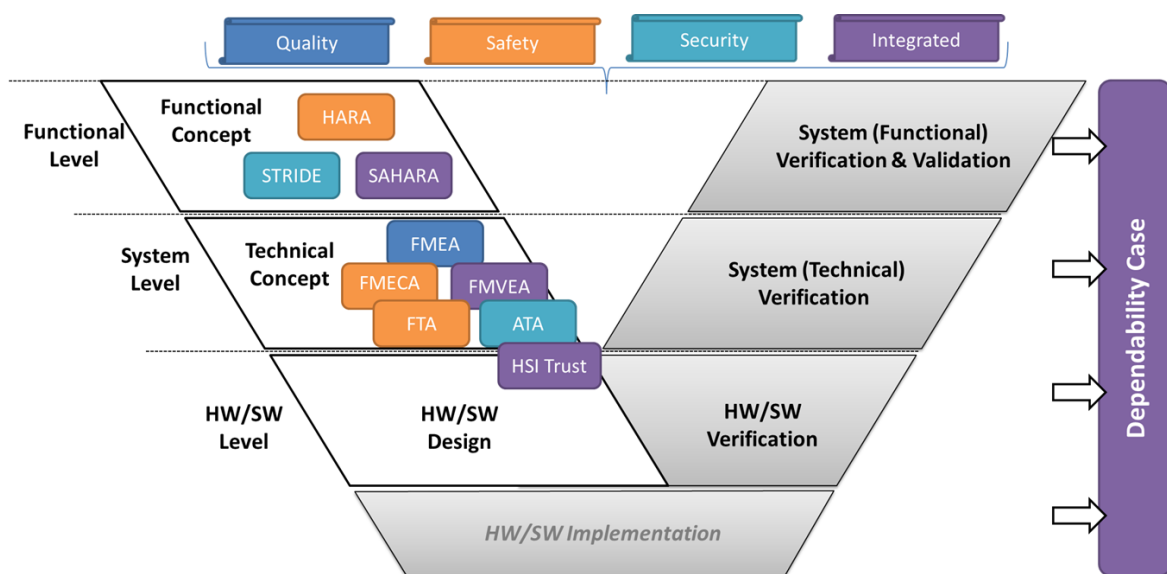 Quality
Safety
Security
Integrated
Functional
Level
Functional
Concept
HARA
STRIDE
SAHARA
System (Functional)
Verification & Validation
System
Level
Technical
Concept
FMEA
FMECA
FMVEA
FTA
ATA
System (Technical)
Verification
HSI Trust
HW/SW
Level
HW/SW
Design
HW/SW
Verification
HW/SW Implementation
Dependability Case